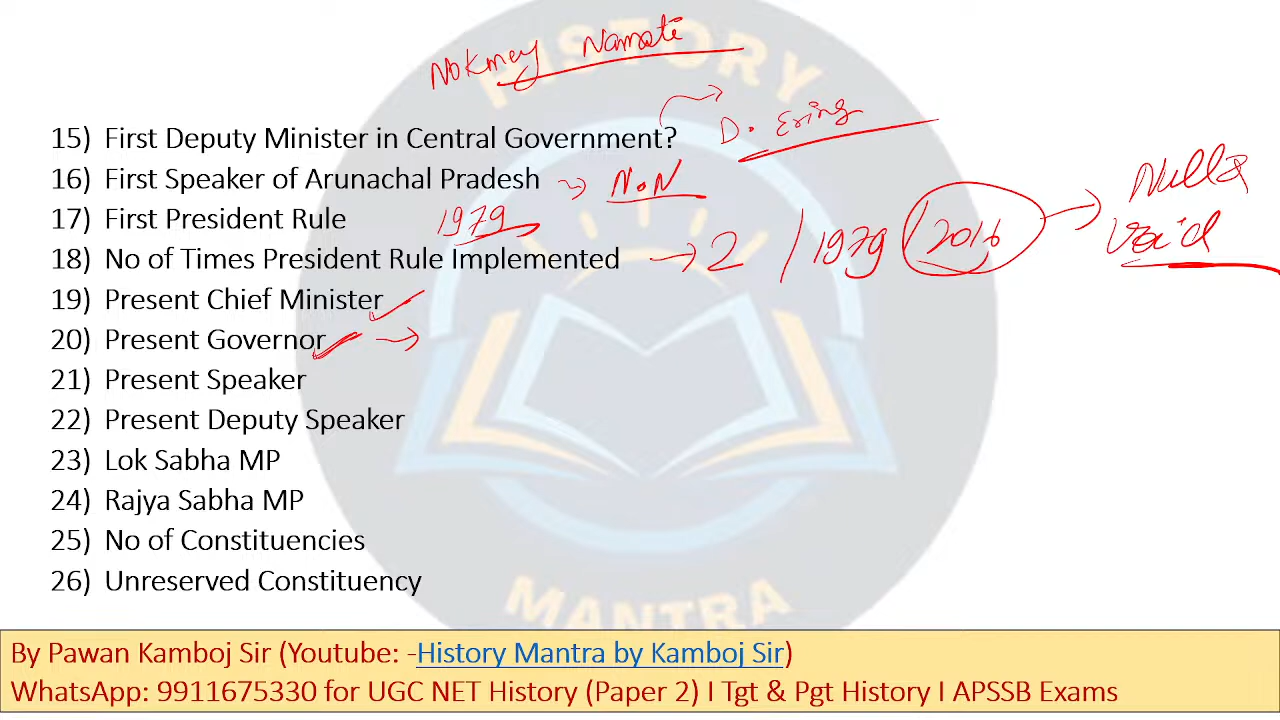 HISTORY
Nokmey Namati
15) First Deputy Minister in Central Government? D. Ering
16) First Speaker of Arunachal Pradesh N.N
17) First President Rule 1979
18) No of Times President Rule Implemented → 2 / 1979 / 2016 → Null & Void
19) Present Chief Minister
20) Present Governor →
21) Present Speaker
22) Present Deputy Speaker
23) Lok Sabha MP
24) Rajya Sabha MP
25) No of Constituencies
26) Unreserved Constituency
MANTRA
By Pawan Kamboj Sir (Youtube: -History Mantra by Kamboj Sir)
WhatsApp: 9911675330 for UGC NET History (Paper 2) I Tgt & Pgt History I APSSB Exams